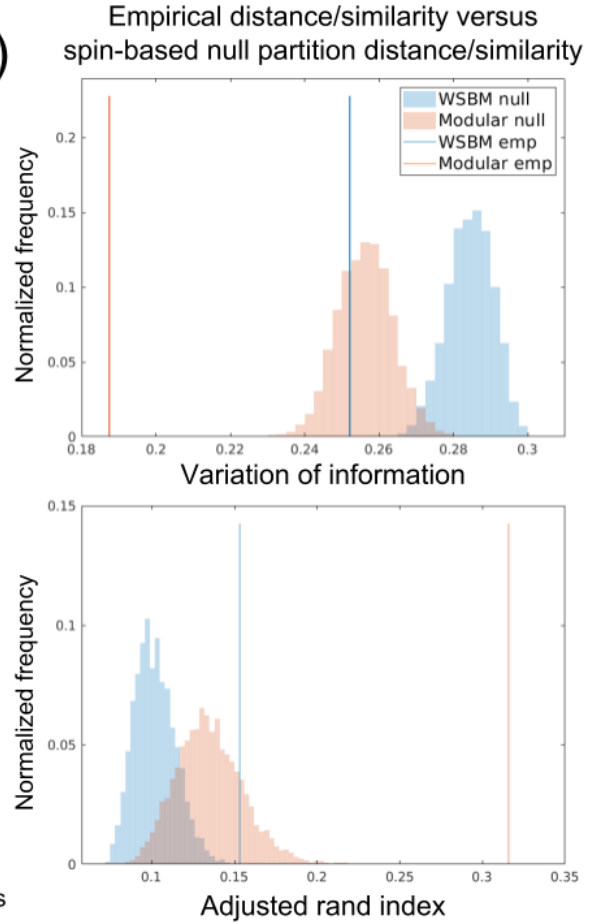 )
Empirical distance/similarity versus
spin-based null partition distance/similarity
WSBM null
Modular null
WSBM emp
Modular emp
Normalized frequency
0.2
0.15
0.1
0.05
0
0.18 0.2 0.22 0.24 0.26 0.28 0.3
Variation of information
Normalized frequency
0.15
0.1
0.05
0
0.1 0.15 0.2 0.25 0.3 0.35
Adjusted rand index
s